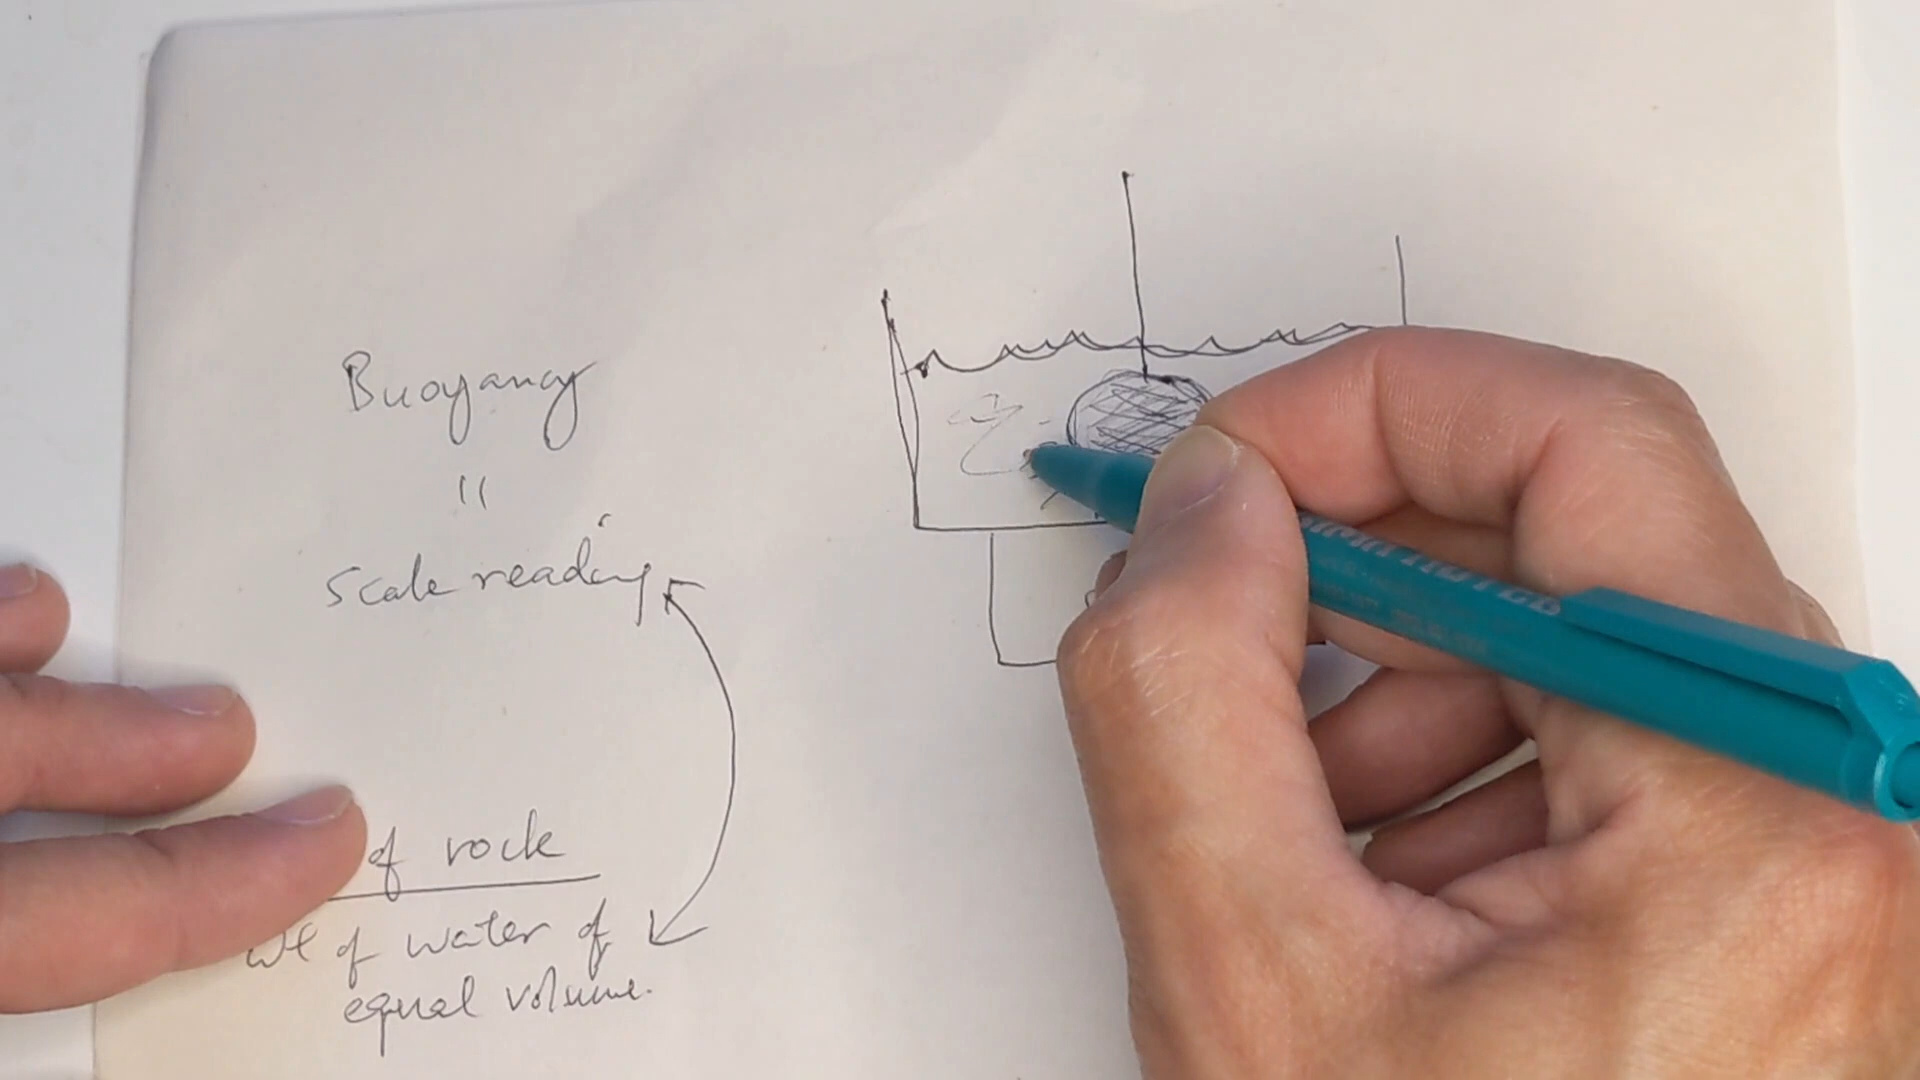 Buoyancy
=
Scale reading
of rock
wt of water of
equal volume.